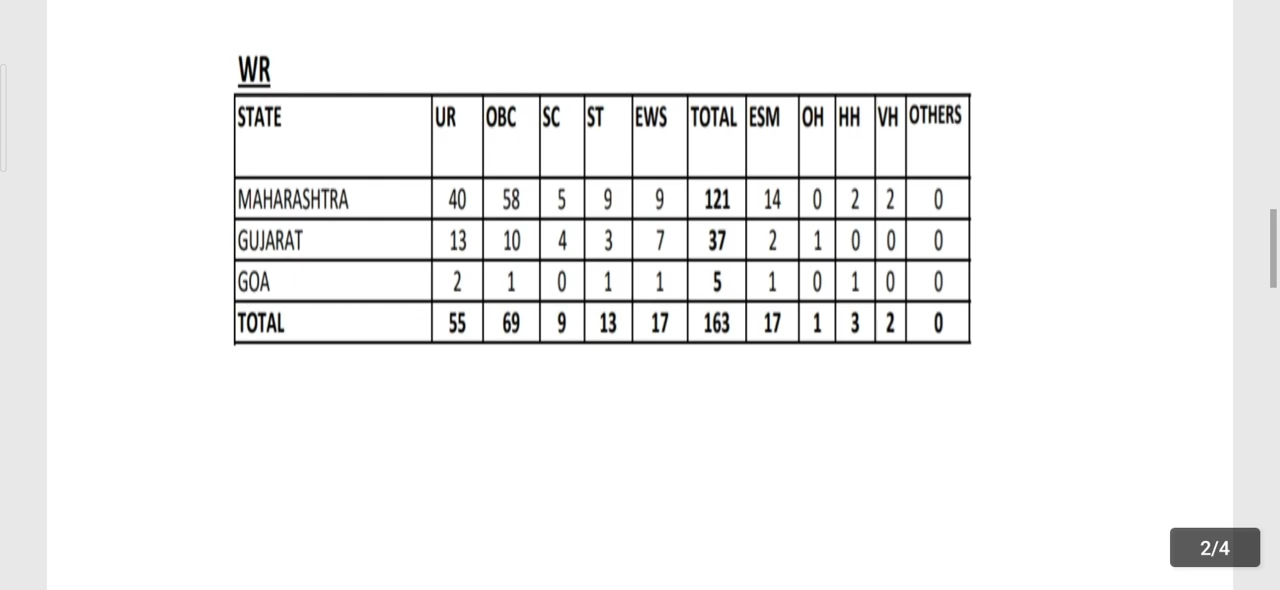 WR
STATE UR OBC SC ST EWS TOTAL ESM OH HH VH OTHERS
MAHARASHTRA 40 58 5 9 9 121 14 0 2 2 0
GUJARAT 13 10 4 3 7 37 2 1 0 0 0
GOA 2 1 0 1 1 5 1 0 1 0 0
TOTAL 55 69 9 13 17 163 17 1 3 2 0
2/4